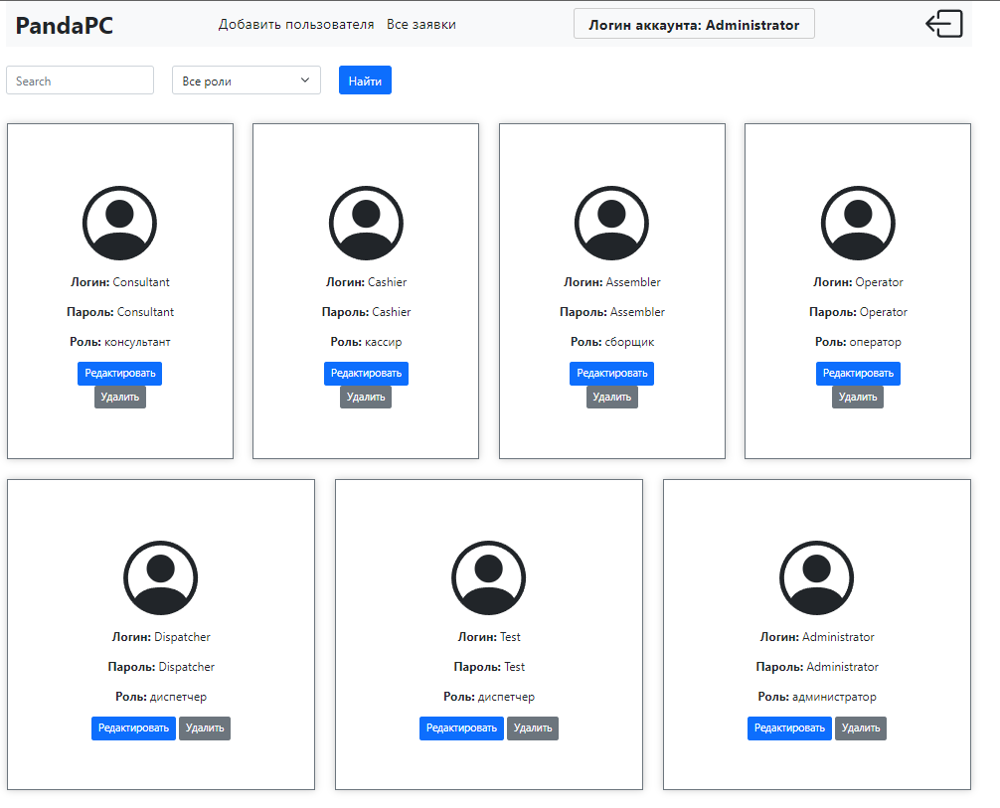 PandaPC Добавить пользователя Все заявки Логин аккаунта: Administrator
Search Все роли Найти
Логин: Consultant
Пароль: Consultant
Роль: консультант
Редактировать
Удалить
Логин: Cashier
Пароль: Cashier
Роль: кассир
Редактировать
Удалить
Логин: Assembler
Пароль: Assembler
Роль: сборщик
Редактировать
Удалить
Логин: Operator
Пароль: Operator
Роль: оператор
Редактировать
Удалить
Логин: Dispatcher
Пароль: Dispatcher
Роль: диспетчер
Редактировать Удалить
Логин: Test
Пароль: Test
Роль: диспетчер
Редактировать Удалить
Логин: Administrator
Пароль: Administrator
Роль: администратор
Редактировать Удалить